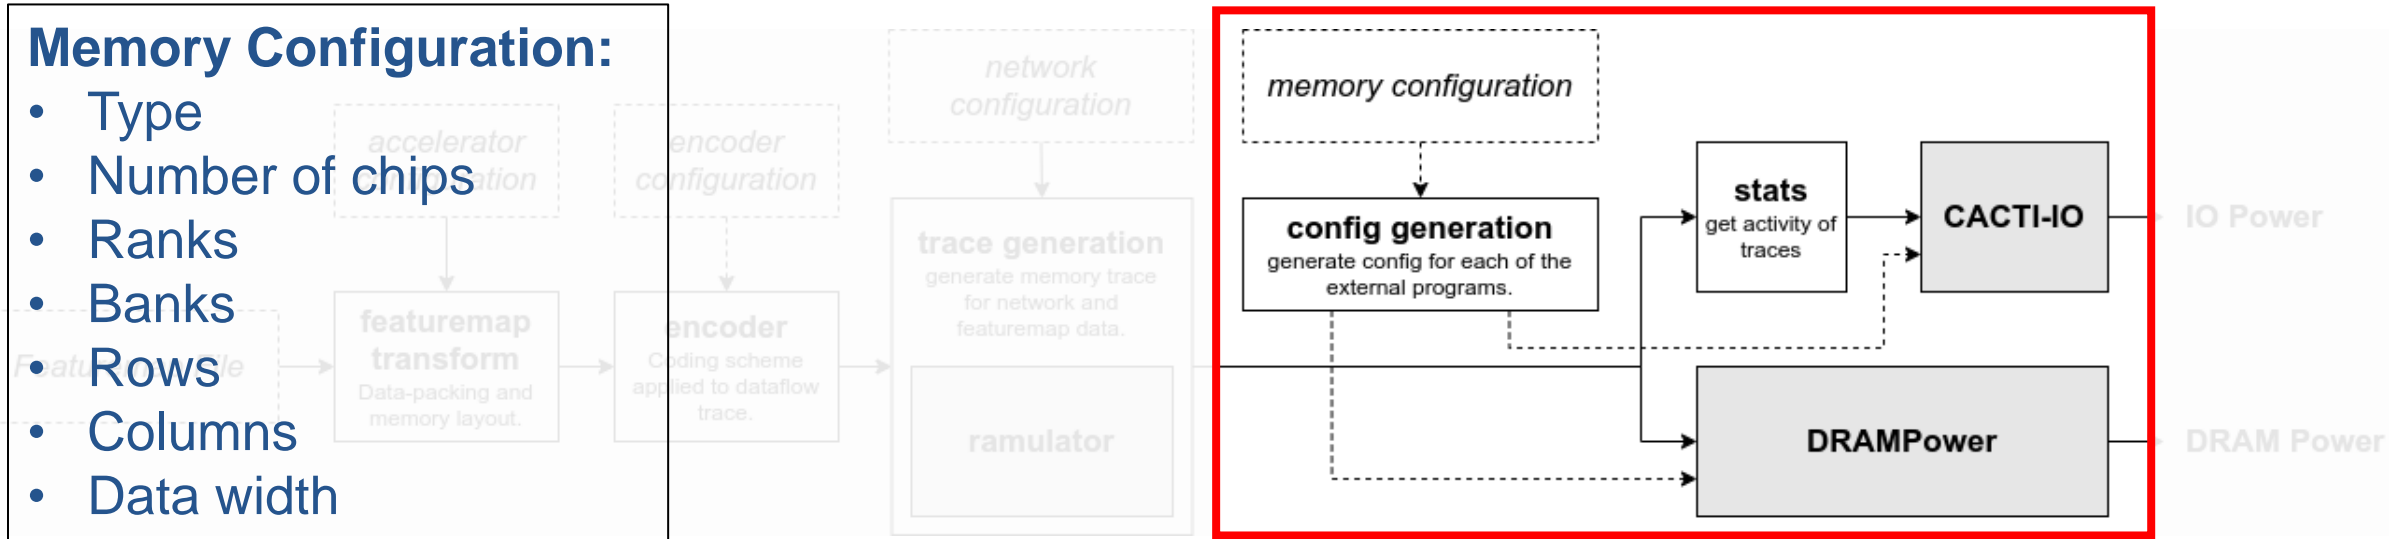 Memory Configuration:
• Type
• Number of chips
• Ranks
• Banks
• Rows
• Columns
• Data width
accelerator
configuration
encoder
configuration
network
configuration
Featuremap File
featuremap
transform
Data-packing and
memory layout.
encoder
Coding scheme
applied to dataflow
trace.
trace generation
generate memory trace
for network and
featuremap data.
ramulator
memory configuration
config generation
generate config for each of the
external programs.
stats
get activity of
traces
CACTI-IO
IO Power
DRAMPower
DRAM Power